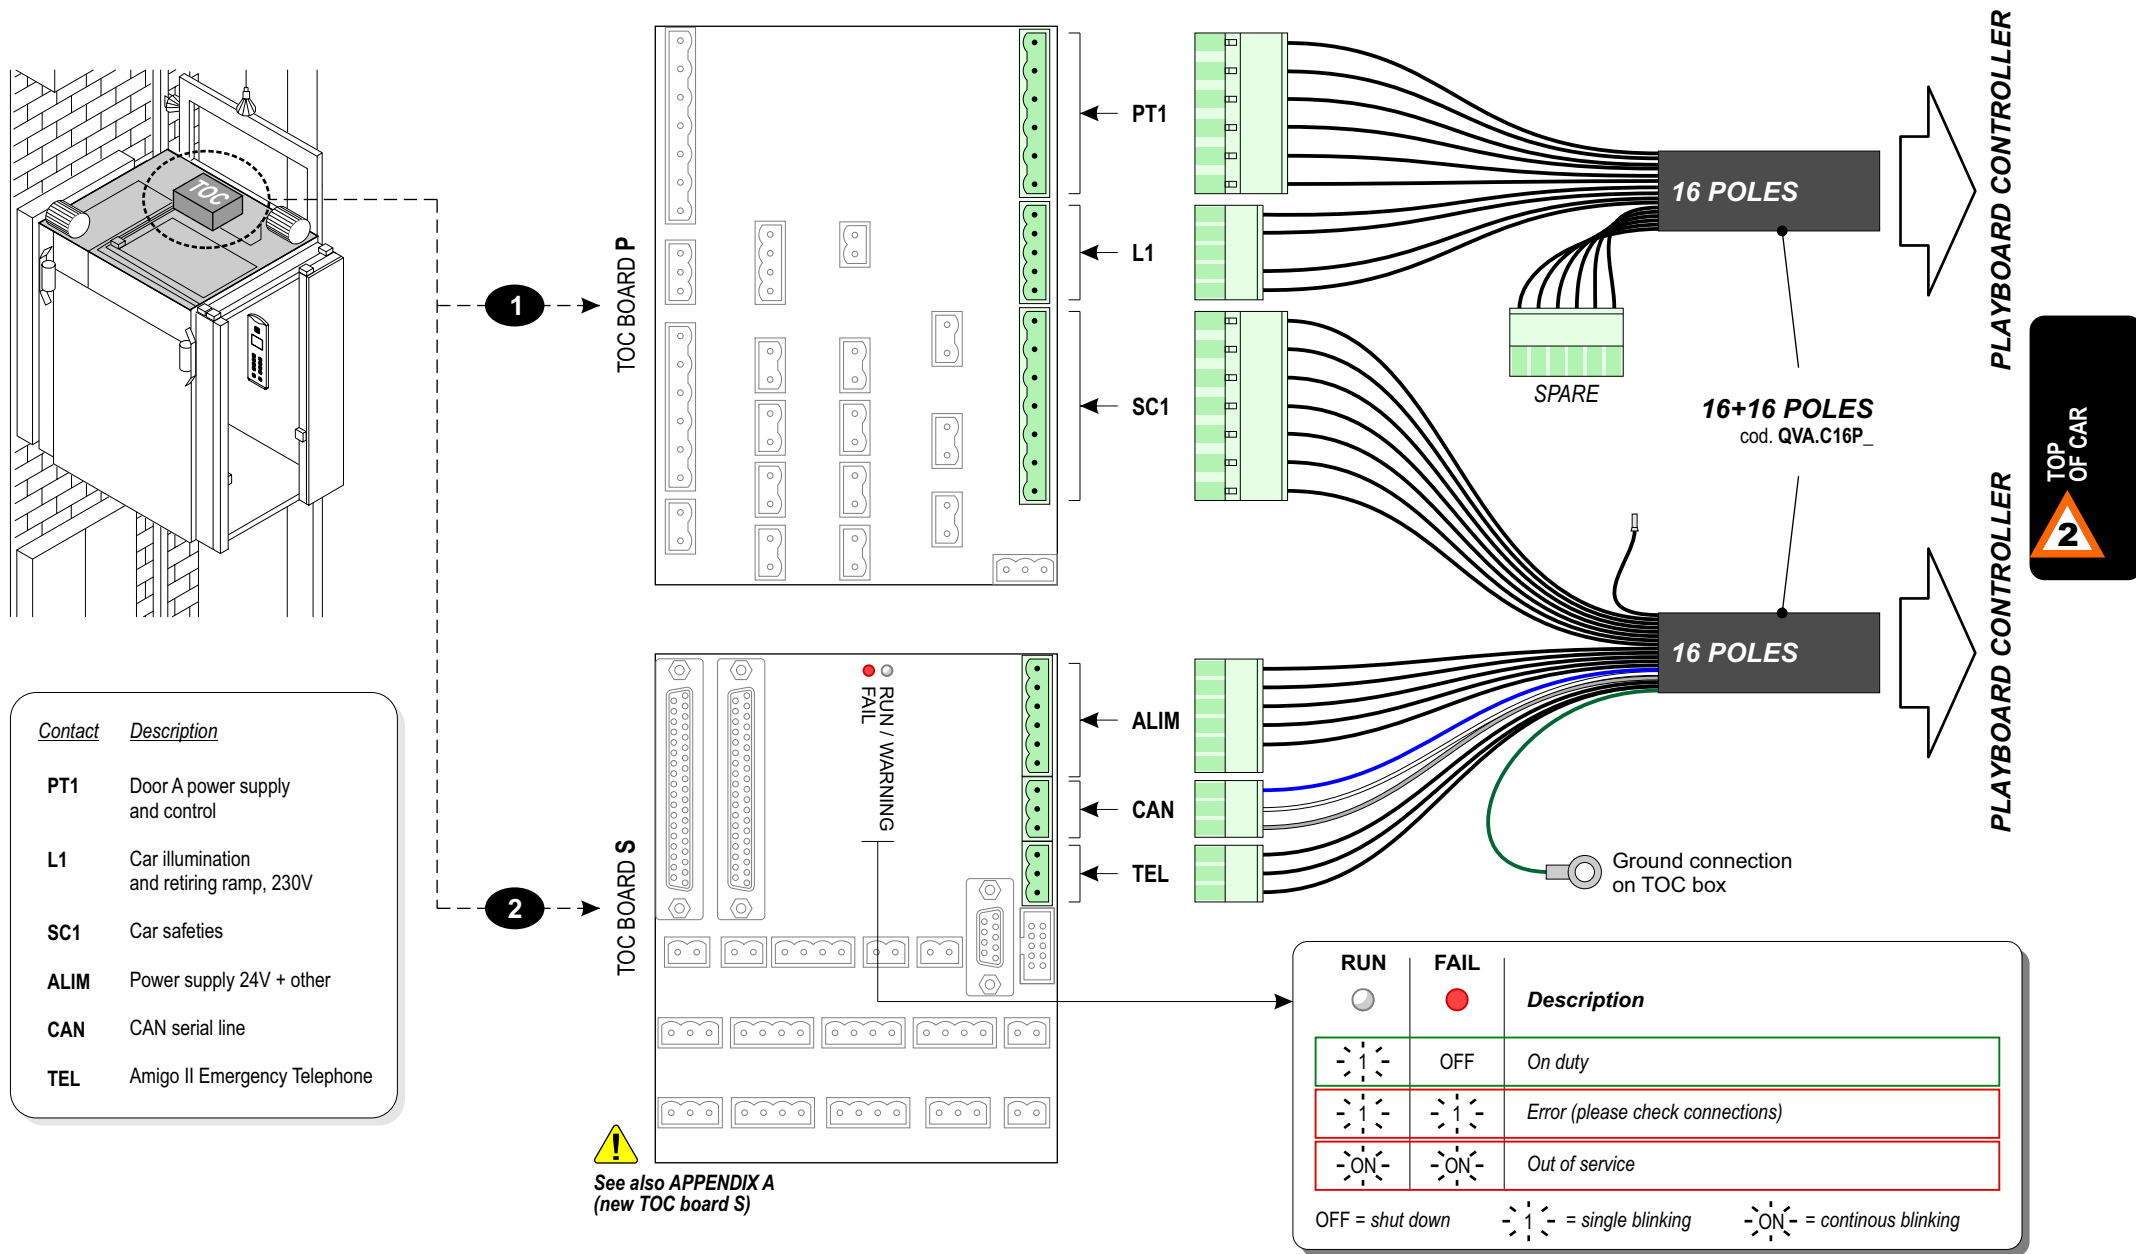 TOC
1
2
TOC BOARD P
PT1
L1
SC1
16 POLES
SPARE
16+16 POLES
cod. QVA.C16P_
16 POLES
PLAYBOARD CONTROLLER
PLAYBOARD CONTROLLER
TOP
OF CAR
2
TOC BOARD S
RUN / WARNING
FAIL
ALIM
CAN
TEL
Ground connection
on TOC box
Contact Description
PT1 Door A power supply
and control
L1 Car illumination
and retiring ramp, 230V
SC1 Car safeties
ALIM Power supply 24V + other
CAN CAN serial line
TEL Amigo II Emergency Telephone
!
See also APPENDIX A
(new TOC board S)
RUN FAIL
Description
1 OFF On duty
1 1 Error (please check connections)
ON ON Out of service
OFF = shut down 1 = single blinking ON = continous blinking